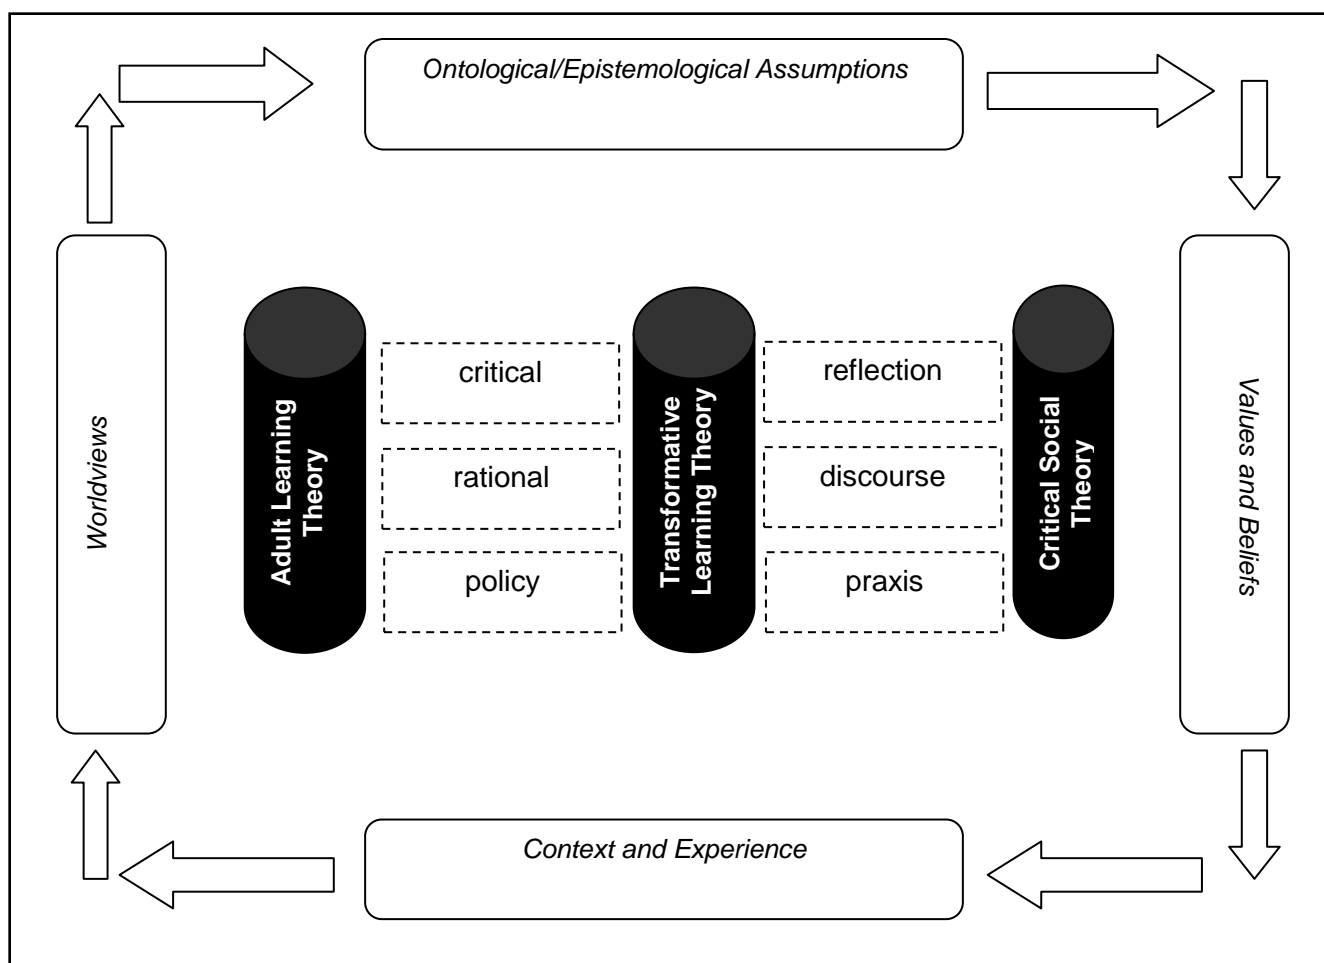 Ontological/Epistemological Assumptions
Worldviews
Adult Learning
Theory
critical
rational
policy
Transformative
Learning Theory
reflection
discourse
praxis
Critical Social
Theory
Values and Beliefs
Context and Experience